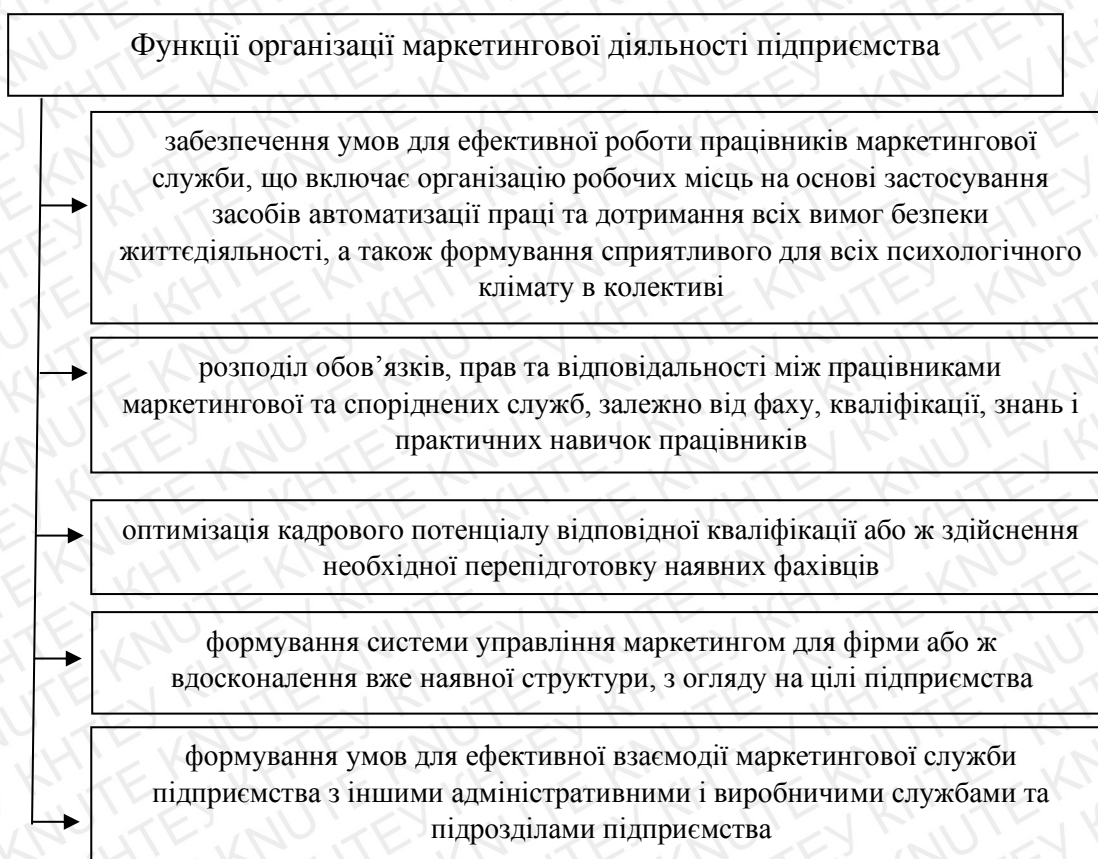 Функції організації маркетингової діяльності підприємства
забезпечення умов для ефективної роботи працівників маркетингової
служби, що включає організацію робочих місць на основі застосування
засобів автоматизації праці та дотримання всіх вимог безпеки
життєдіяльності, а також формування сприятливого для всіх психологічного
клімату в колективі
розподіл обов’язків, прав та відповідальності між працівниками
маркетингової та споріднених служб, залежно від фаху, кваліфікації, знань і
практичних навичок працівників
оптимізація кадрового потенціалу відповідної кваліфікації або ж здійснення
необхідної перепідготовку наявних фахівців
формування системи управління маркетингом для фірми або ж
вдосконалення вже наявної структури, з огляду на цілі підприємства
формування умов для ефективної взаємодії маркетингової служби
підприємства з іншими адміністративними і виробничими службами та
підрозділами підприємства